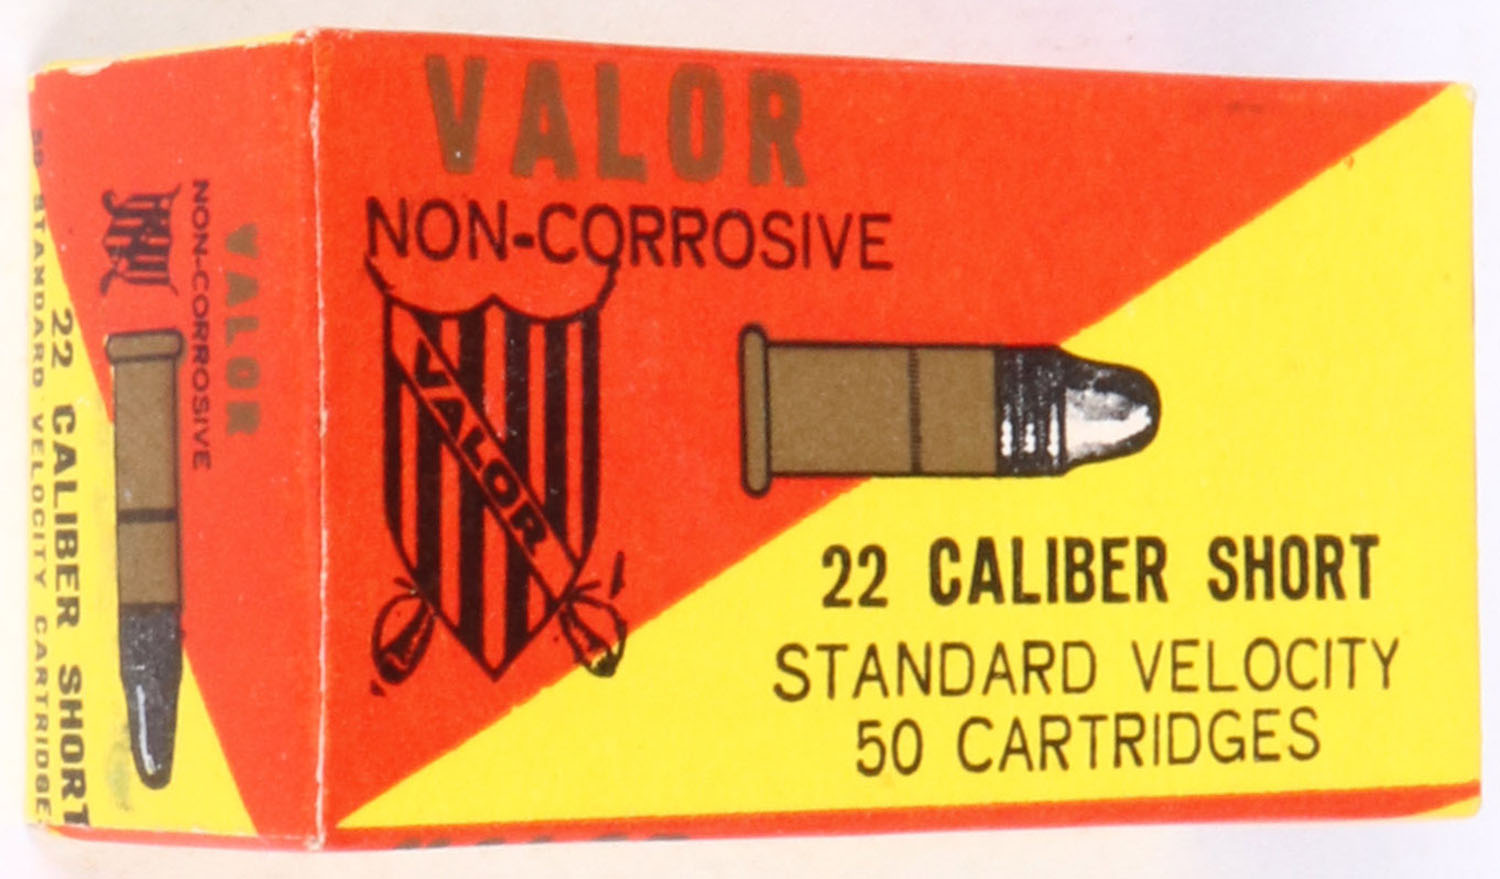 VALOR
NON-CORROSIVE
VALOR
22 CALIBER SHORT
STANDARD VELOCITY
50 CARTRIDGES
VALOR
NON-CORROSIVE
22 CALIBER SHORT
50 STANDARD VELOCITY CARTRIDGE